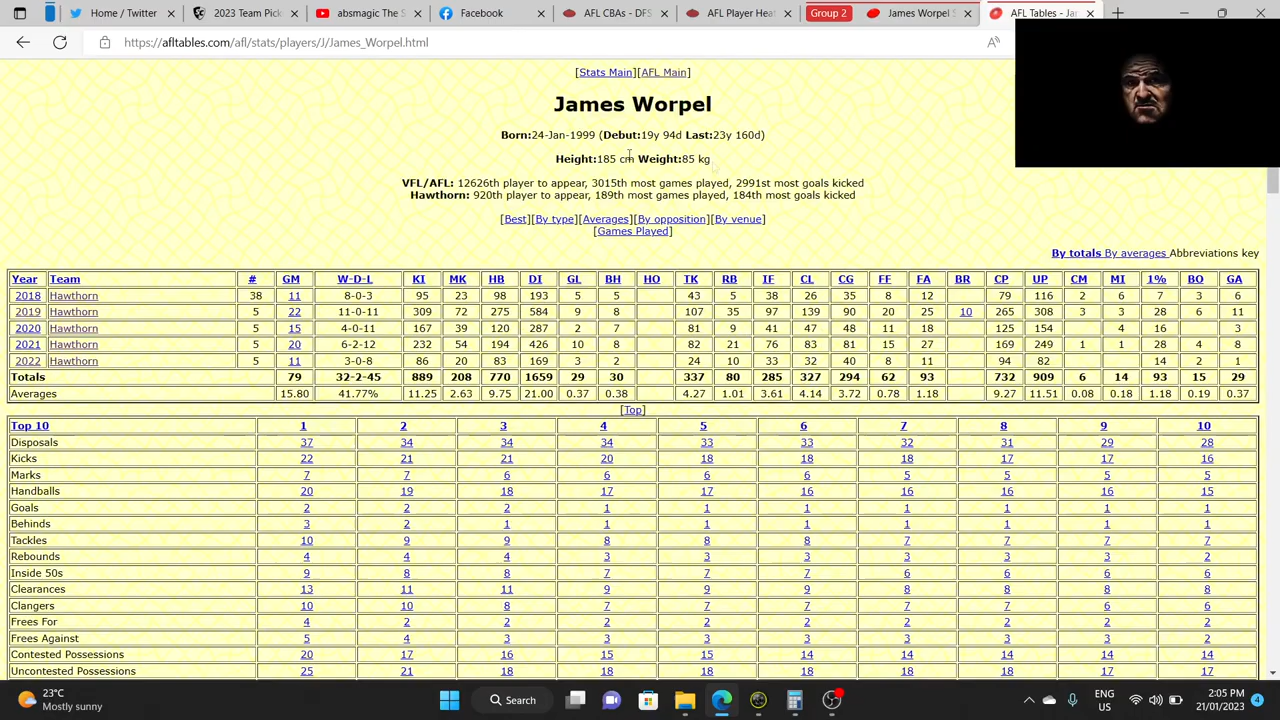 Home / Twitter
2023 Team Pick
absmagic The S
Facebook
AFL CBAs - DFS
AFL Player Hea
Group 2
James Worpel S
AFL Tables - Ja
https://afltables.com/afl/stats/players/J/James_Worpel.html
[Stats Main][AFL Main]
James Worpel
Born:24-Jan-1999 (Debut:19y 94d Last:23y 160d)
Height:185 cm Weight:85 kg
VFL/AFL: 12626th player to appear, 3015th most games played, 2991st most goals kicked
Hawthorn: 920th player to appear, 189th most games played, 184th most goals kicked
[Best][By type][Averages][By opposition][By venue]
[Games Played]
By totals By averages Abbreviations key
Year Team # GM W-D-L KI MK HB DI GL BH HO TK RB IF CL CG FF FA BR CP UP CM MI 1% BO GA
2018 Hawthorn 38 11 8-0-3 95 23 98 193 5 5 43 5 38 26 35 8 12 79 116 2 6 7 3 6
2019 Hawthorn 5 22 11-0-11 309 72 275 584 9 8 107 35 97 139 90 20 25 10 265 308 3 3 28 6 11
2020 Hawthorn 5 15 4-0-11 167 39 120 287 2 7 81 9 41 47 48 11 18 125 154 4 16 3
2021 Hawthorn 5 20 6-2-12 232 54 194 426 10 8 82 21 76 83 81 15 27 169 249 1 1 28 4 8
2022 Hawthorn 5 11 3-0-8 86 20 83 169 3 2 24 10 33 32 40 8 11 94 82 14 2 1
Totals 79 32-2-45 889 208 770 1659 29 30 337 80 285 327 294 62 93 732 909 6 14 93 15 29
Averages 15.80 41.77% 11.25 2.63 9.75 21.00 0.37 0.38 4.27 1.01 3.61 4.14 3.72 0.78 1.18 9.27 11.51 0.08 0.18 1.18 0.19 0.37
[Top]
Top 10 1 2 3 4 5 6 7 8 9 10
Disposals 37 34 34 34 33 33 32 31 29 28
Kicks 22 21 21 20 18 18 18 17 17 16
Marks 7 7 6 6 6 6 5 5 5 5
Handballs 20 19 18 17 17 16 16 16 16 15
Goals 2 2 2 1 1 1 1 1 1 1
Behinds 3 2 1 1 1 1 1 1 1 1
Tackles 10 9 9 8 8 8 7 7 7 7
Rebounds 4 4 4 3 3 3 3 3 3 2
Inside 50s 9 8 8 7 7 7 6 6 6 6
Clearances 13 11 11 9 9 9 8 8 8 8
Clangers 10 10 8 7 7 7 7 7 6 6
Frees For 4 2 2 2 2 2 2 2 2 2
Frees Against 5 4 3 3 3 3 3 3 3 2
Contested Possessions 20 17 16 15 15 14 14 14 14 14
Uncontested Possessions 25 21 18 18 18 18 18 18 17 17
23°C
Mostly sunny
Search
ENG
US
2:05 PM
21/01/2023
4